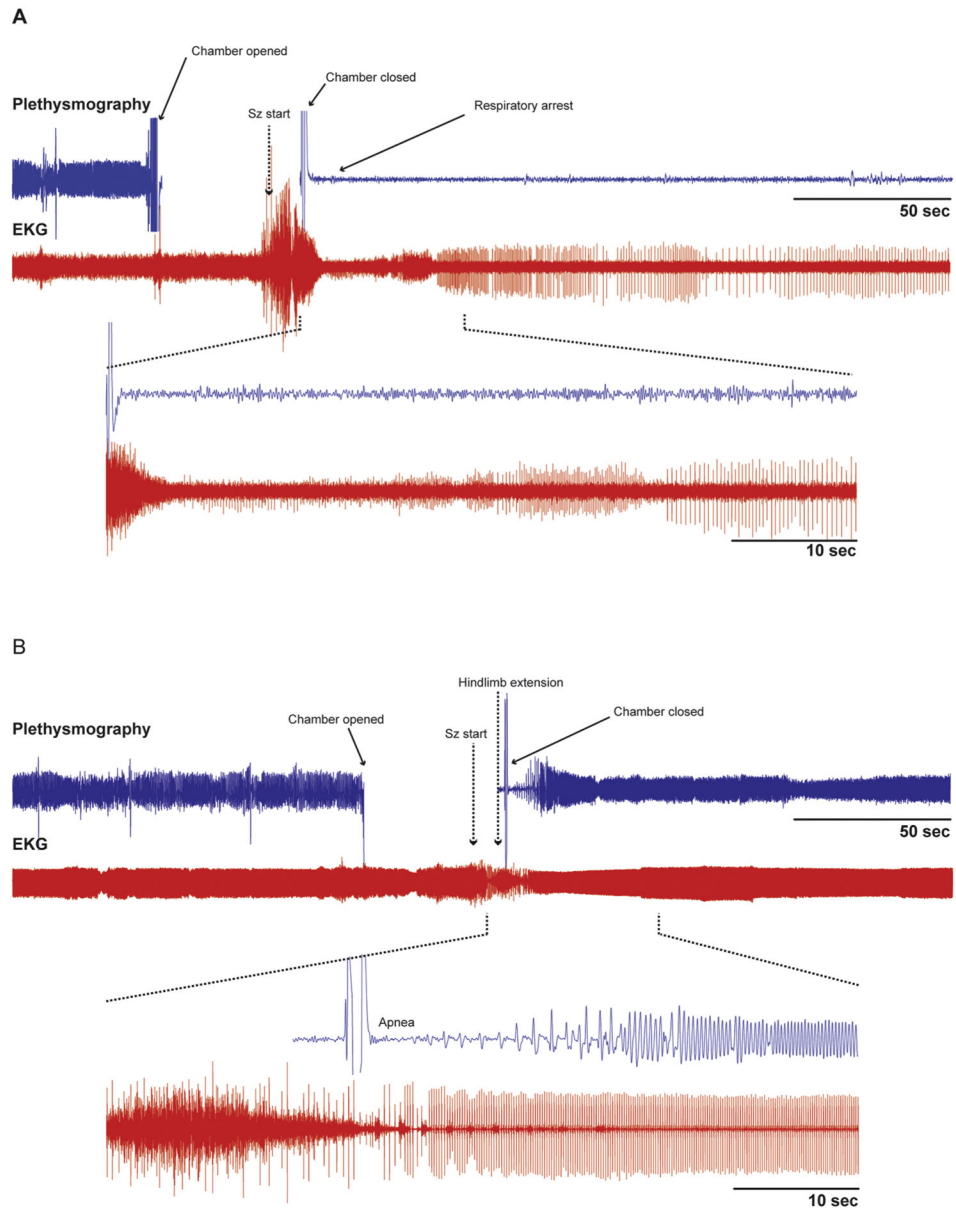 A
Chamber opened
Chamber closed
Plethysmography
Sz start
Respiratory arrest
50 sec
EKG
10 sec
B
Hindlimb extension
Chamber opened
Chamber closed
Plethysmography
Sz start
50 sec
EKG
Apnea
10 sec